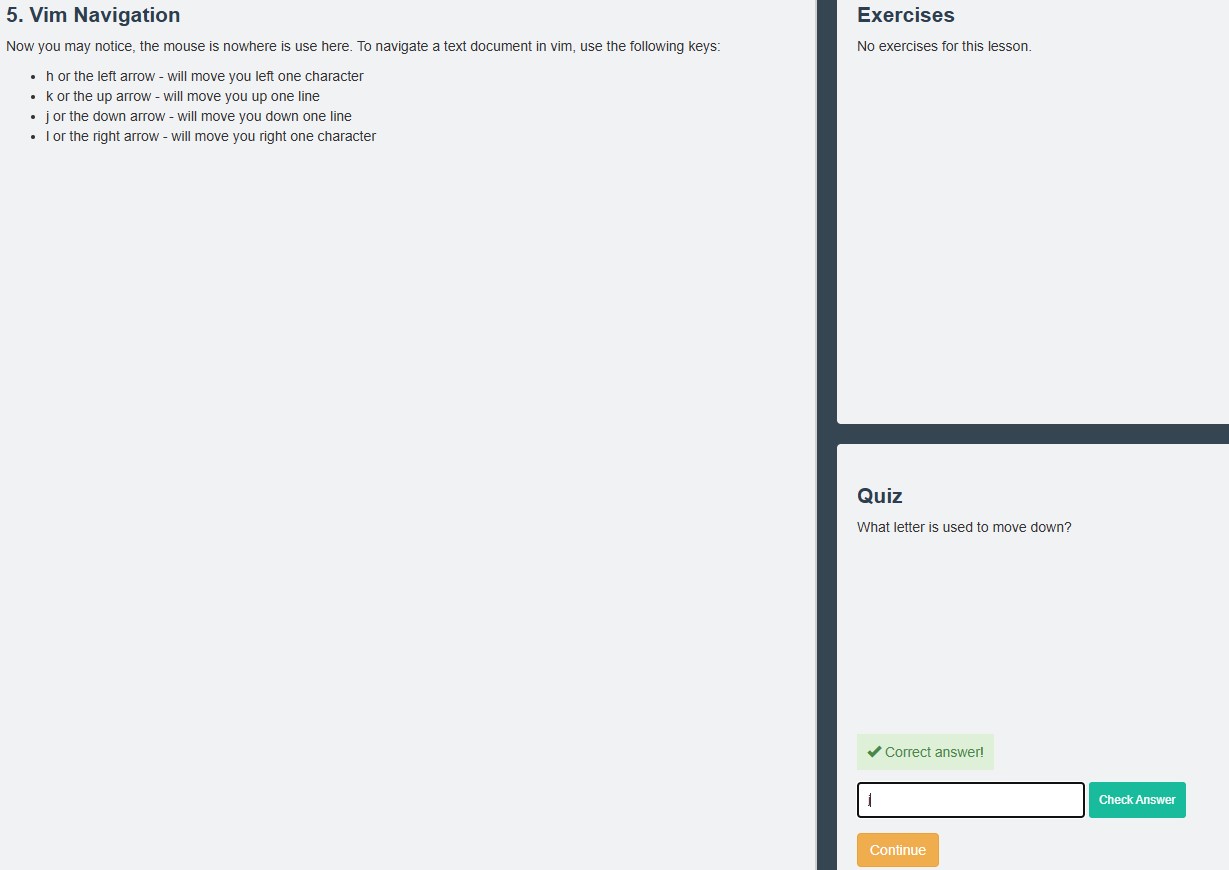 5. Vim Navigation
Now you may notice, the mouse is nowhere is use here. To navigate a text document in vim, use the following keys:
• h or the left arrow - will move you left one character
• k or the up arrow - will move you up one line
• j or the down arrow - will move you down one line
• l or the right arrow - will move you right one character
Exercises
No exercises for this lesson.
Quiz
What letter is used to move down?
✔ Correct answer!
j
Check Answer
Continue